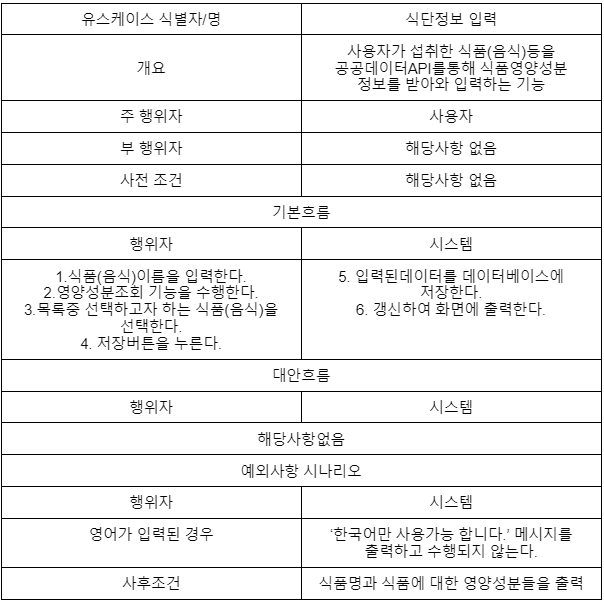 유스케이스 식별자/명
식단정보 입력
개요
사용자가 섭취한 식품(음식)등을
공공데이터API를통해 식품영양성분
정보를 받아와 입력하는 기능
주 행위자
사용자
부 행위자
해당사항 없음
사전 조건
해당사항 없음
기본흐름
행위자
시스템
1.식품(음식)이름을 입력한다.
2.영양성분조회 기능을 수행한다.
3.목록중 선택하고자 하는 식품(음식)을
선택한다.
4. 저장버튼을 누른다.
5. 입력된데이터를 데이터베이스에
저장한다.
6. 갱신하여 화면에 출력한다.
대안흐름
행위자
시스템
해당사항없음
예외사항 시나리오
행위자
시스템
영어가 입력된 경우
‘한국어만 사용가능 합니다.’ 메시지를
출력하고 수행되지 않는다.
사후조건
식품명과 식품에 대한 영양성분들을 출력